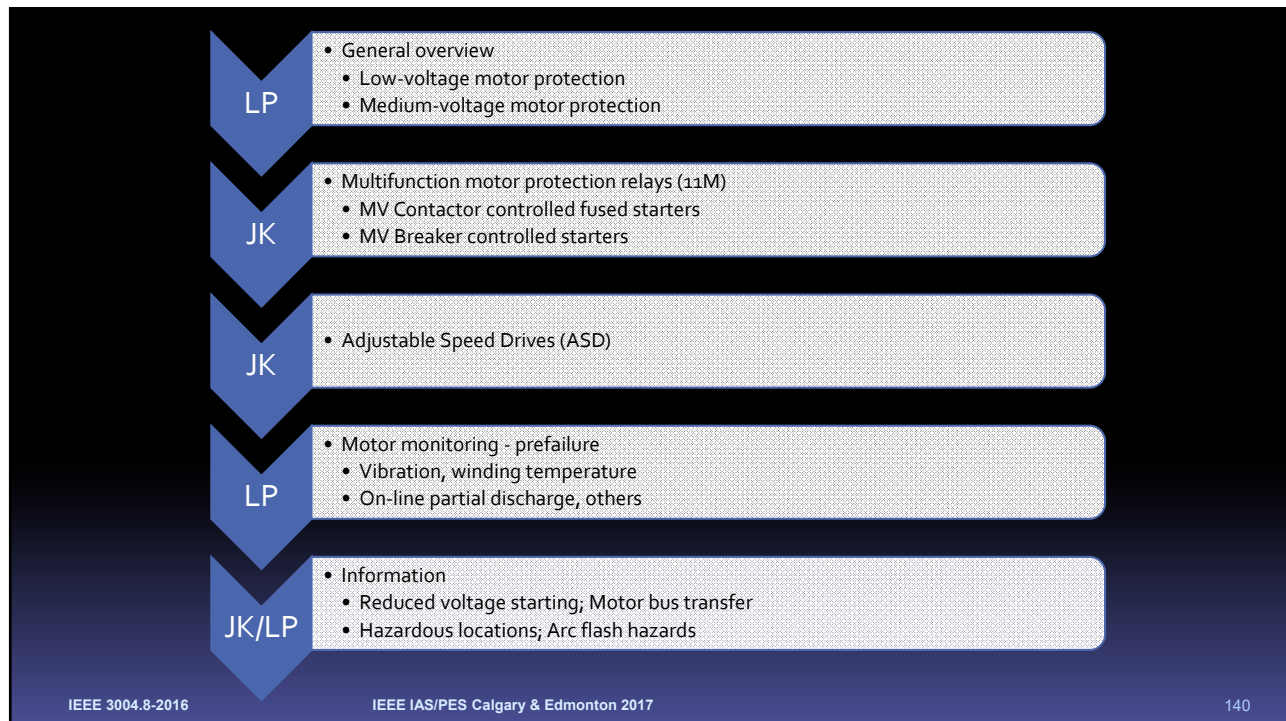 LP
• General overview
• Low-voltage motor protection
• Medium-voltage motor protection
JK
• Multifunction motor protection relays (11M)
• MV Contactor controlled fused starters
• MV Breaker controlled starters
JK
• Adjustable Speed Drives (ASD)
LP
• Motor monitoring - prefailure
• Vibration, winding temperature
• On-line partial discharge, others
JK/LP
• Information
• Reduced voltage starting; Motor bus transfer
• Hazardous locations; Arc flash hazards
IEEE 3004.8-2016 IEEE IAS/PES Calgary & Edmonton 2017 140